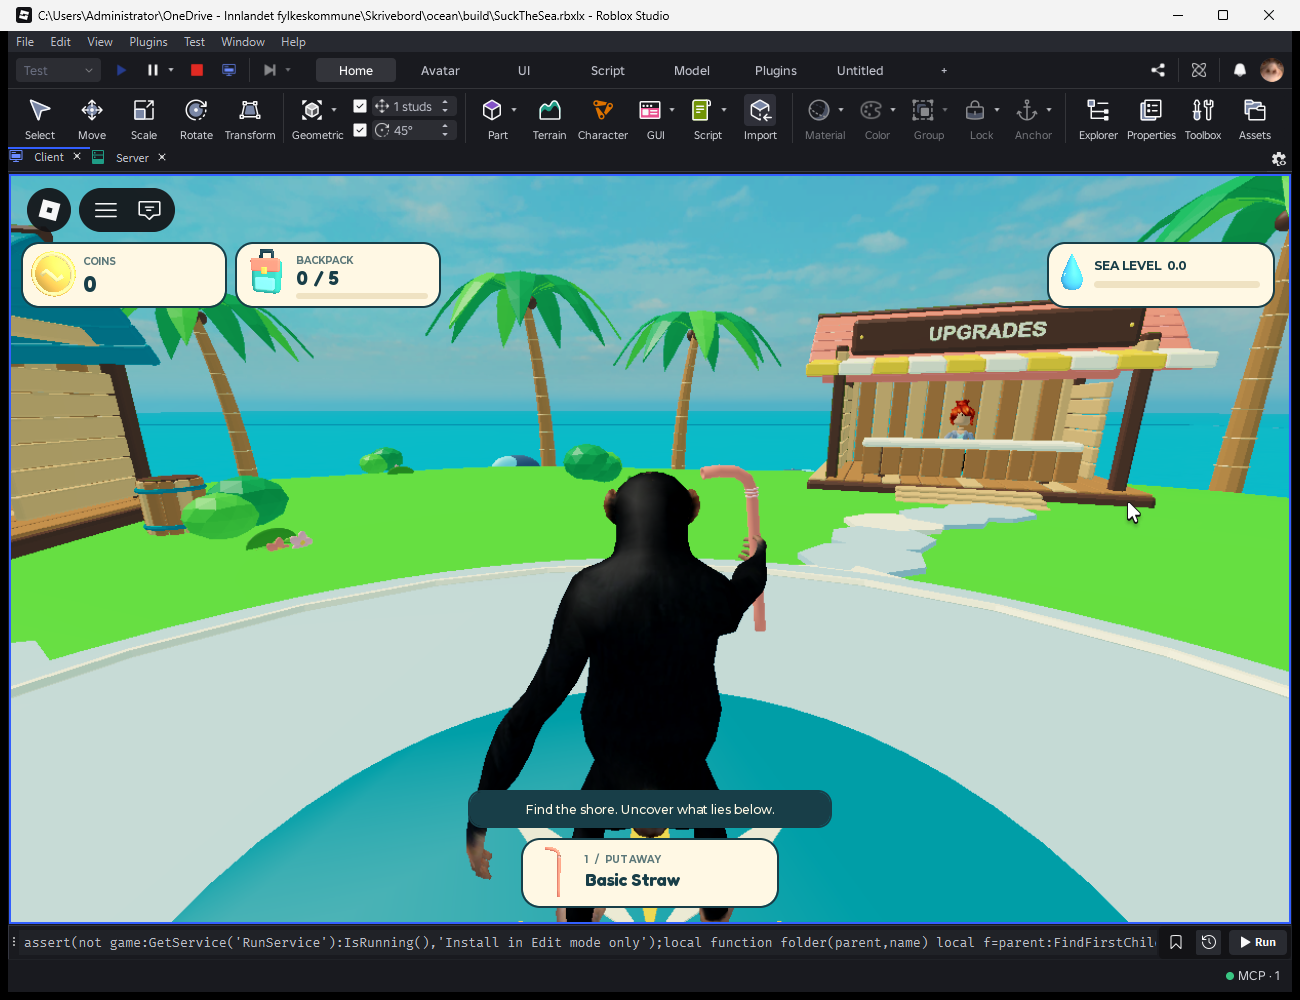 C:\Users\Administrator\OneDrive - Innlandet fylkeskommune\Skrivebord\ocean\build\SuckTheSea.rbxlx - Roblox Studio
File Edit View Plugins Test Window Help
Test Home Avatar UI Script Model Plugins Untitled +
1 studs
45°
Select Move Scale Rotate Transform Geometric Part Terrain Character GUI Script Import Material Color Group Lock Anchor Explorer Properties Toolbox Assets
Client Server
COINS
0
BACKPACK
0 / 5
SEA LEVEL 0.0
UPGRADES
Find the shore. Uncover what lies below.
1 / PUT AWAY
Basic Straw
assert(not game:GetService('RunService'):IsRunning(),'Install in Edit mode only');local function folder(parent,name) local f=parent:FindFirstChil
Run
MCP · 1